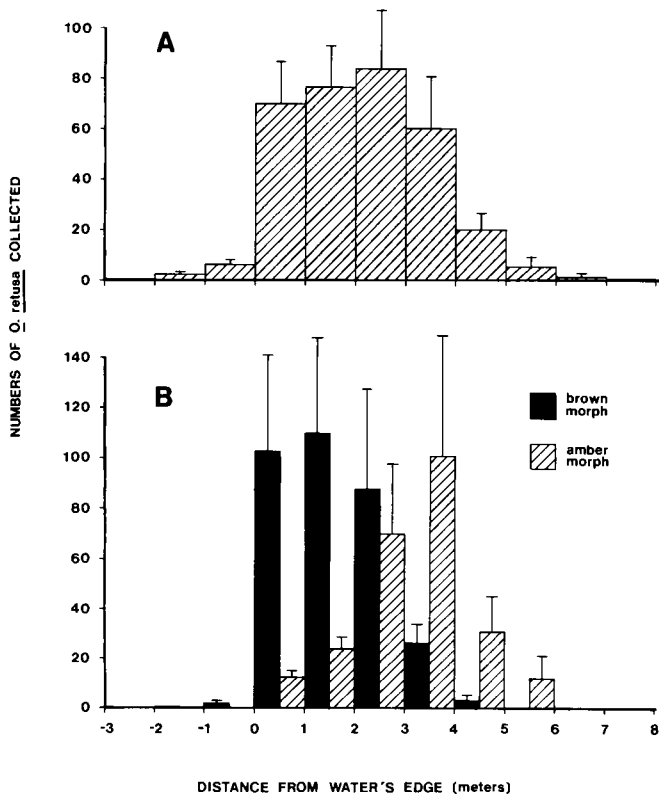 100
A
80
60
40
20
0
NUMBERS OF O. retusa COLLECTED
140
B
120
100
80
60
40
20
0
brown
morph
amber
morph
-3 -2 -1 0 1 2 3 4 5 6 7 8
DISTANCE FROM WATER'S EDGE (meters)